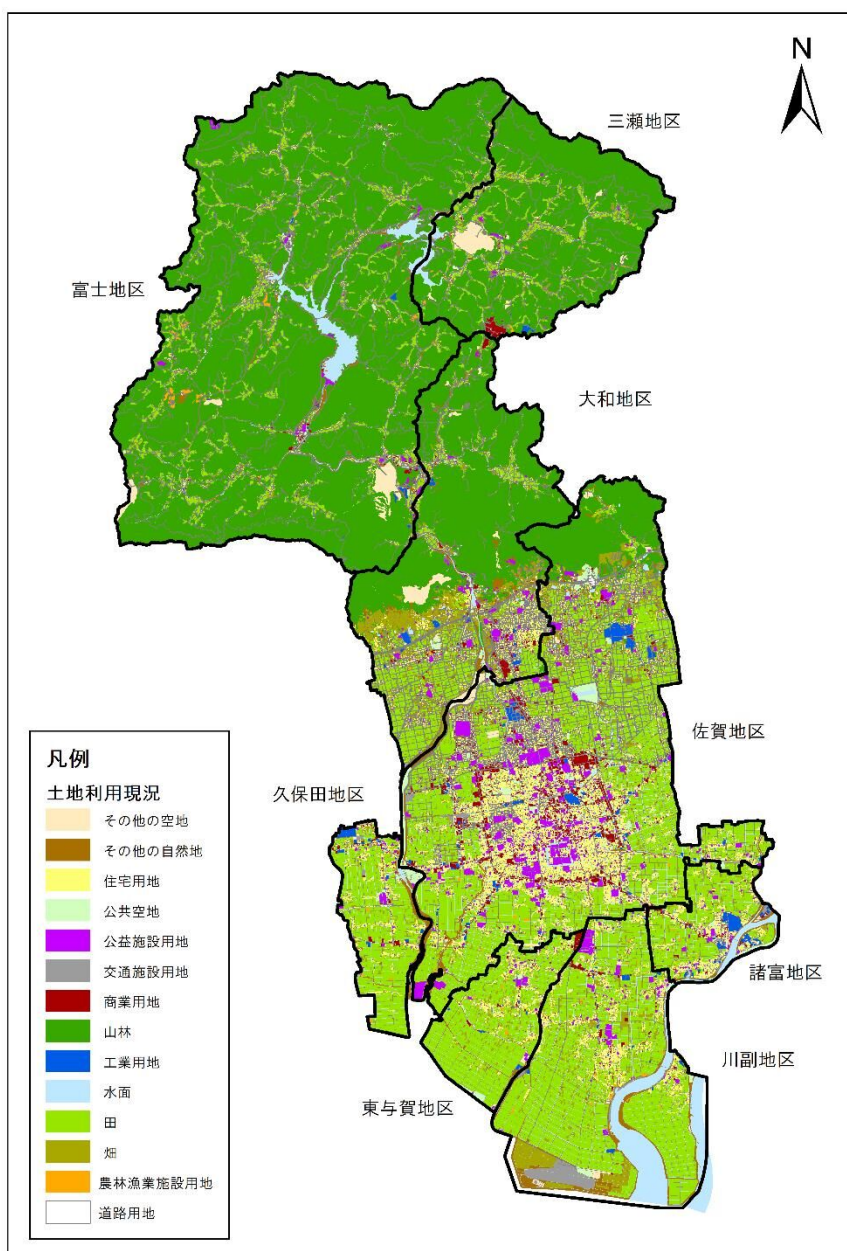 N
三瀬地区
富士地区
大和地区
佐賀地区
久保田地区
諸富地区
川副地区
東与賀地区
凡例
土地利用現況
その他の空地
その他の自然地
住宅用地
公共空地
公益施設用地
交通施設用地
商業用地
山林
工業用地
水面
田
畑
農林漁業施設用地
道路用地